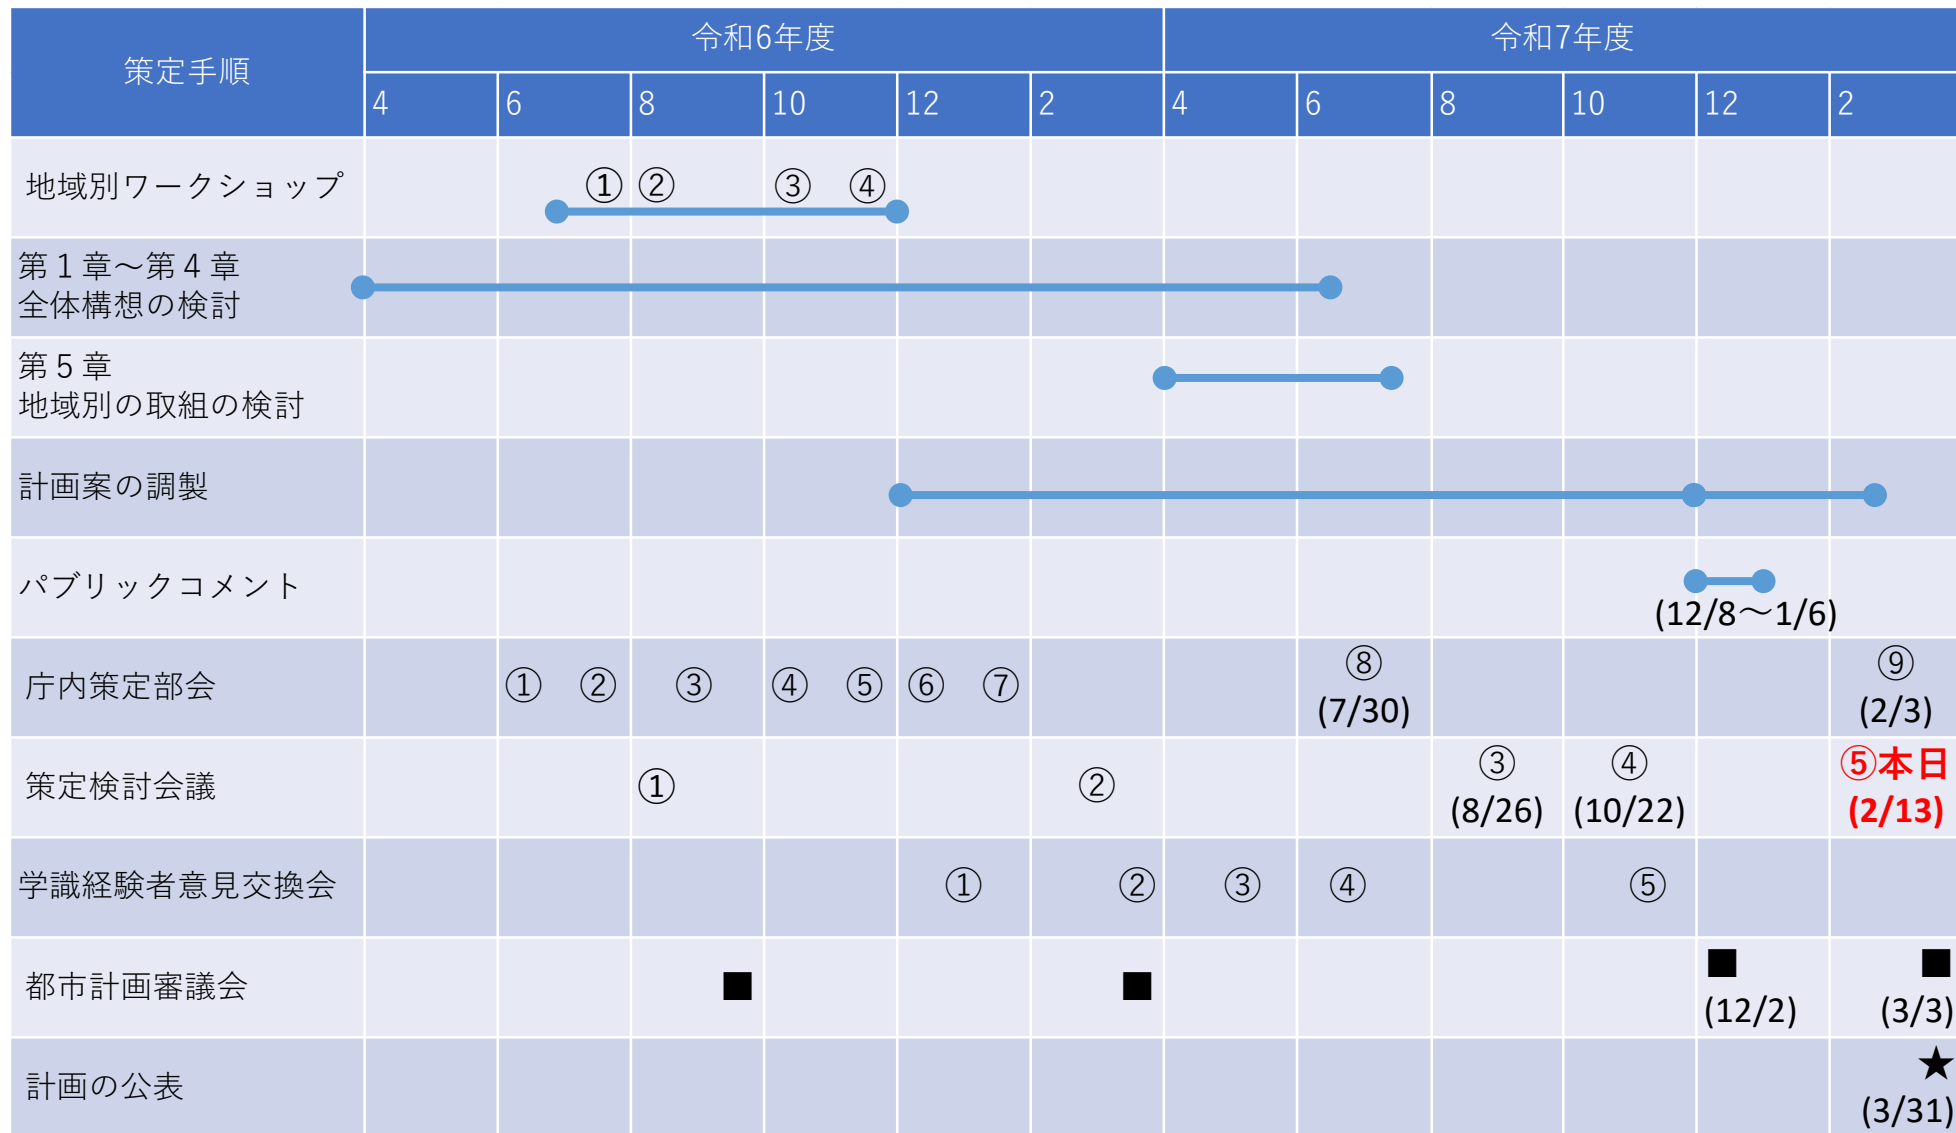 策定手順
令和6年度
令和7年度
4 6 8 10 12 2 4 6 8 10 12 2
地域別ワークショップ
① ② ③ ④
第１章～第４章
全体構想の検討
第５章
地域別の取組の検討
計画案の調製
パブリックコメント
(12/8～1/6)
庁内策定部会
① ② ③ ④ ⑤ ⑥ ⑦ ⑧ ⑨
(7/30) (2/3)
策定検討会議
① ② ③ ④ ⑤本日
(8/26) (10/22) (2/13)
学識経験者意見交換会
① ② ③ ④ ⑤
都市計画審議会
■ ■ ■ ■
(12/2) (3/3)
計画の公表
★
(3/31)